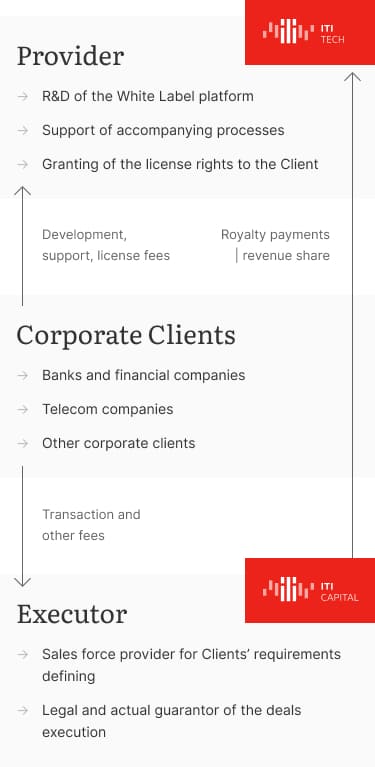 ITI
TECH
Provider
→ R&D of the White Label platform
→ Support of accompanying processes
→ Granting of the license rights to the Client
Development,
support, license fees
Royalty payments
| revenue share
Corporate Clients
→ Banks and financial companies
→ Telecom companies
→ Other corporate clients
Transaction and
other fees
ITI
CAPITAL
Executor
→ Sales force provider for Clients’ requirements
defining
→ Legal and actual guarantor of the deals
execution